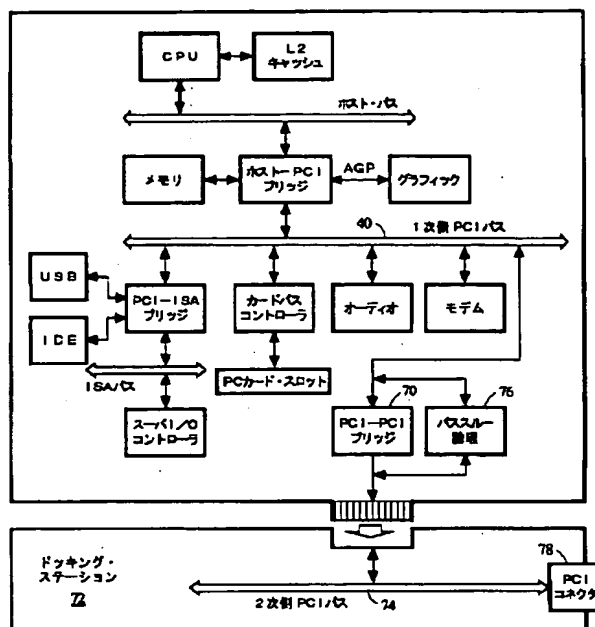 CPU
L2
キャッシュ
ホスト・バス
メモリ
ホストーPCI
ブリッジ
AGP
グラフィック
40
1次側PCIバス
USB
IDE
PCI-ISA
ブリッジ
カードバス
コントローラ
オーディオ
モデム
ISAバス
PCカード・スロット
スーパI/O
コントローラ
70
PCI-PCI
ブリッジ
76
パススルー
論理
ドッキング・
ステーション
72
2次側PCIバス
74
78
PCI
コネクタ